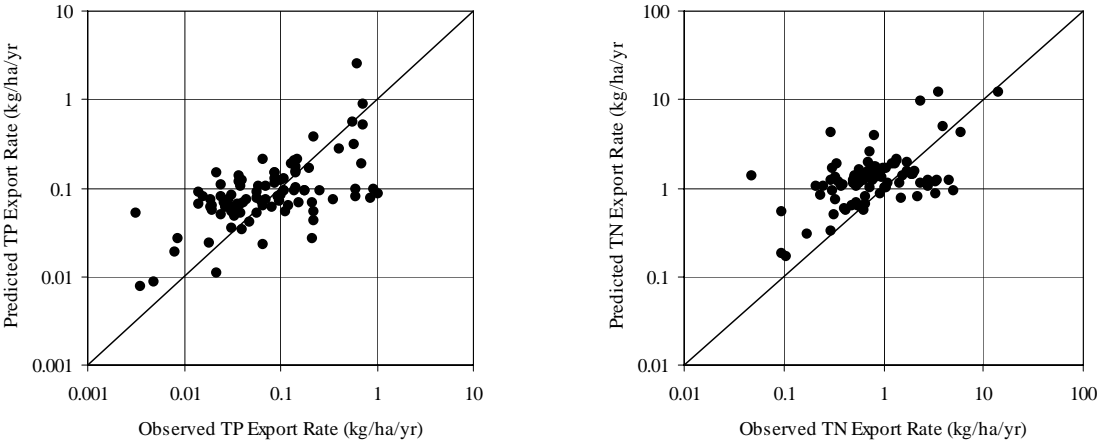 Predicted TP Export Rate (kg/ha/yr)
10
1
0.1
0.01
0.001
0.001 0.01 0.1 1 10
Observed TP Export Rate (kg/ha/yr)
Predicted TN Export Rate (kg/ha/yr)
100
10
1
0.1
0.01
0.01 0.1 1 10 100
Observed TN Export Rate (kg/ha/yr)